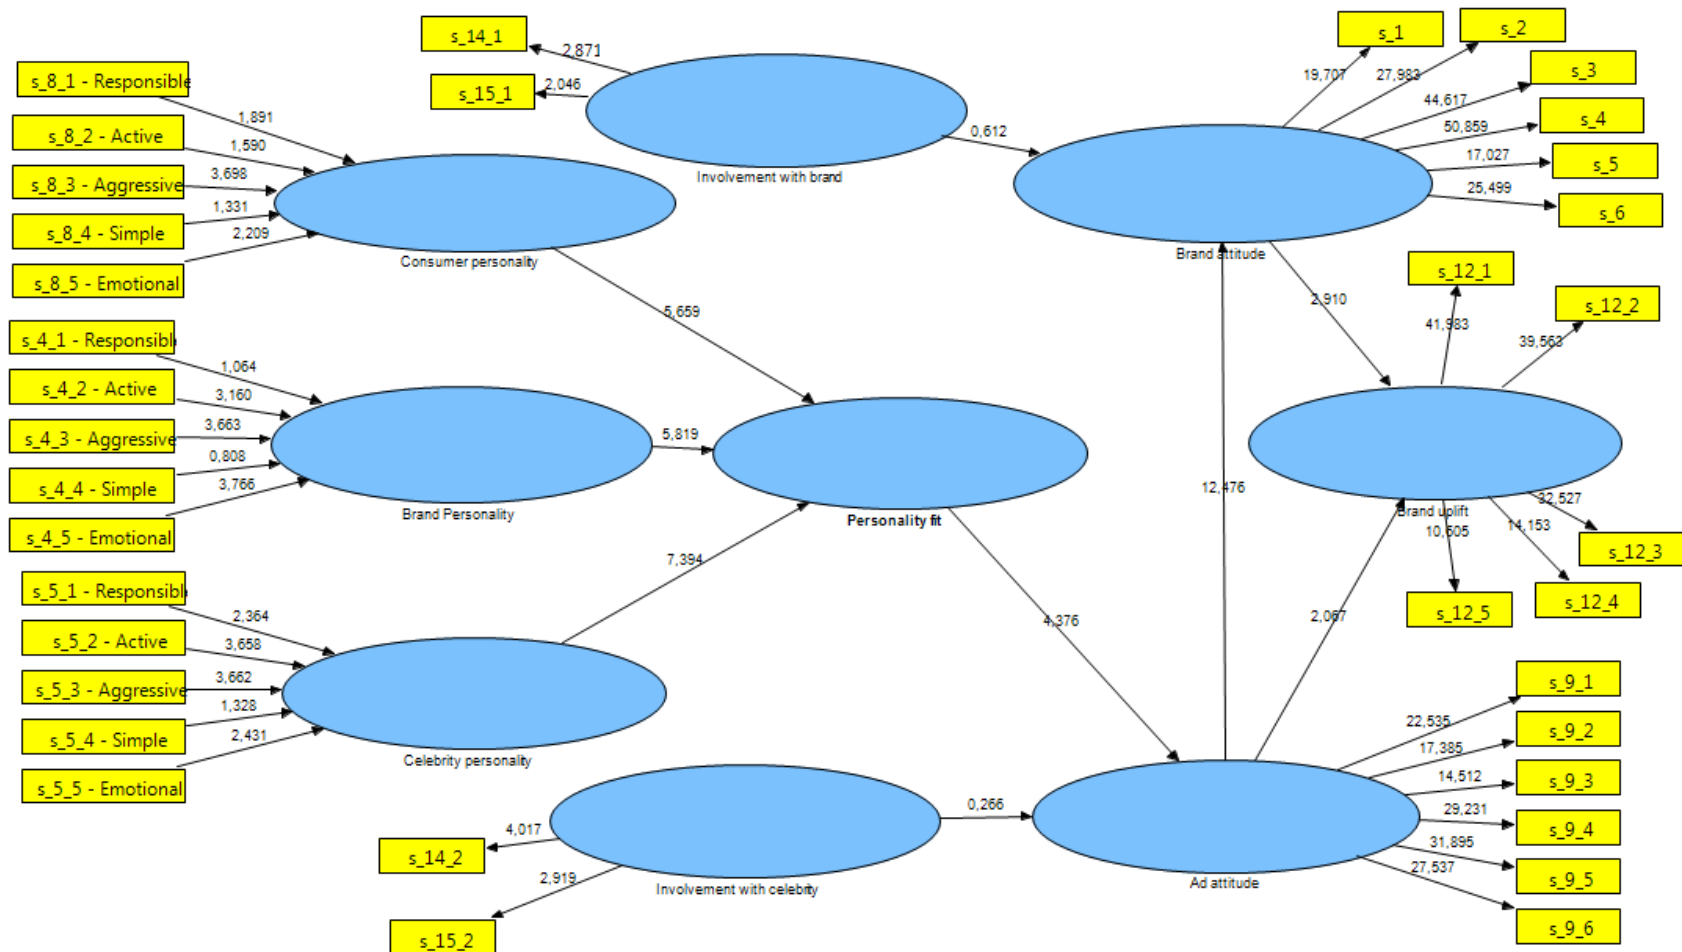 s_14_1
2,871
s_15_1
2,046
Involvement with brand
0,612
s_1
19,707
s_2
27,983
s_3
44,617
s_4
50,859
s_5
17,027
s_6
25,499
Brand attitude
s_8_1 - Responsible
1,891
s_8_2 - Active
1,590
s_8_3 - Aggressive
3,698
s_8_4 - Simple
1,331
s_8_5 - Emotional
2,209
Consumer personality
5,659
2,910
s_12_1
41,983
s_12_2
39,563
s_4_1 - Responsibl
1,064
s_4_2 - Active
3,160
s_4_3 - Aggressive
3,663
s_4_4 - Simple
0,808
s_4_5 - Emotional
3,766
Brand Personality
5,819
Personality fit
12,476
Brand uplift
32,527
s_12_3
14,153
s_12_4
10,605
s_12_5
s_5_1 - Responsibl
2,364
s_5_2 - Active
3,658
s_5_3 - Aggressive
3,662
s_5_4 - Simple
1,328
s_5_5 - Emotional
2,431
Celebrity personality
7,394
4,376
2,067
s_14_2
4,017
s_15_2
2,919
Involvement with celebrity
0,266
Ad attitude
s_9_1
22,535
s_9_2
17,385
s_9_3
14,512
s_9_4
29,231
s_9_5
31,895
s_9_6
27,537